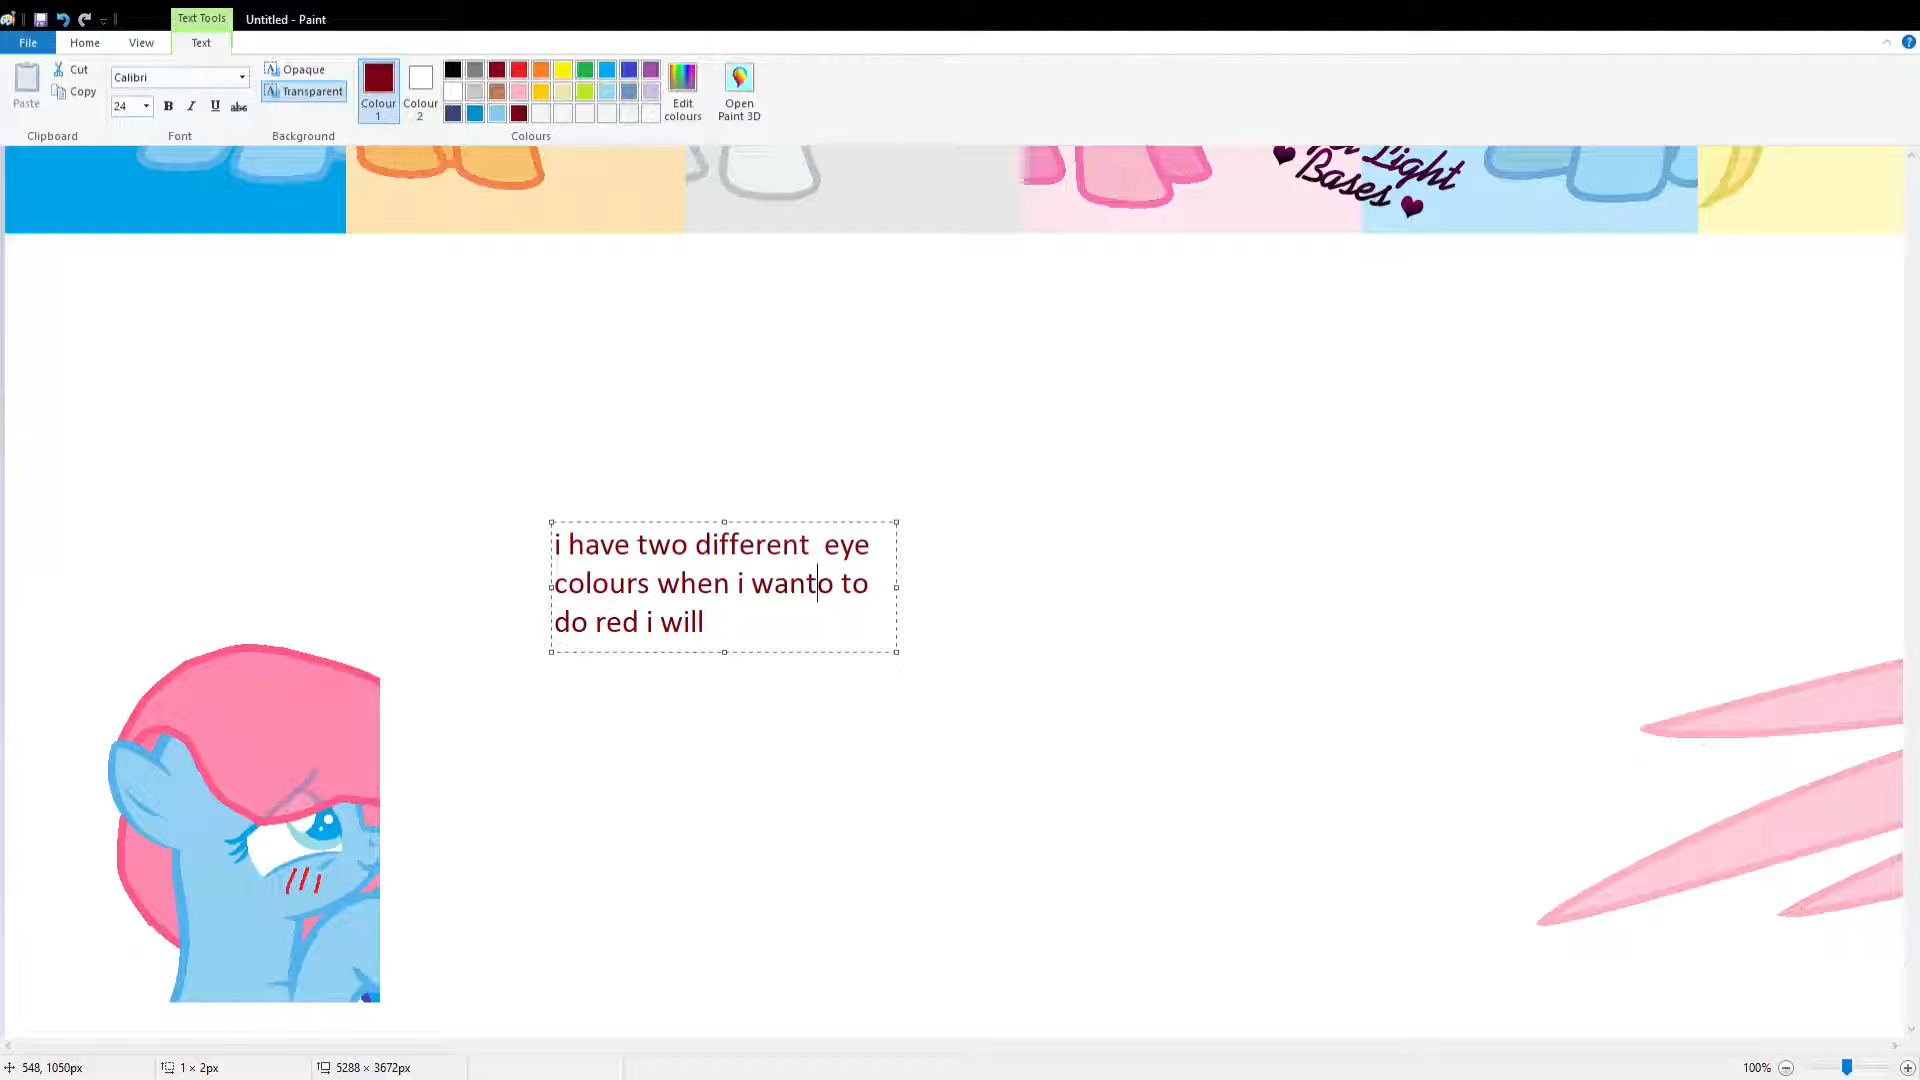 Text Tools
Untitled - Paint
File
Home
View
Text
Paste
Cut
Copy
Clipboard
Calibri
24
B
I
U
abc
Font
A Opaque
A Transparent
Background
Colour
1
Colour
2
Colours
Edit
colours
Open
Paint 3D
Light
Bases
i have two different  eye
colours when i wanto to
do red i will
548, 1050px
1 × 2px
5288 × 3672px
100%